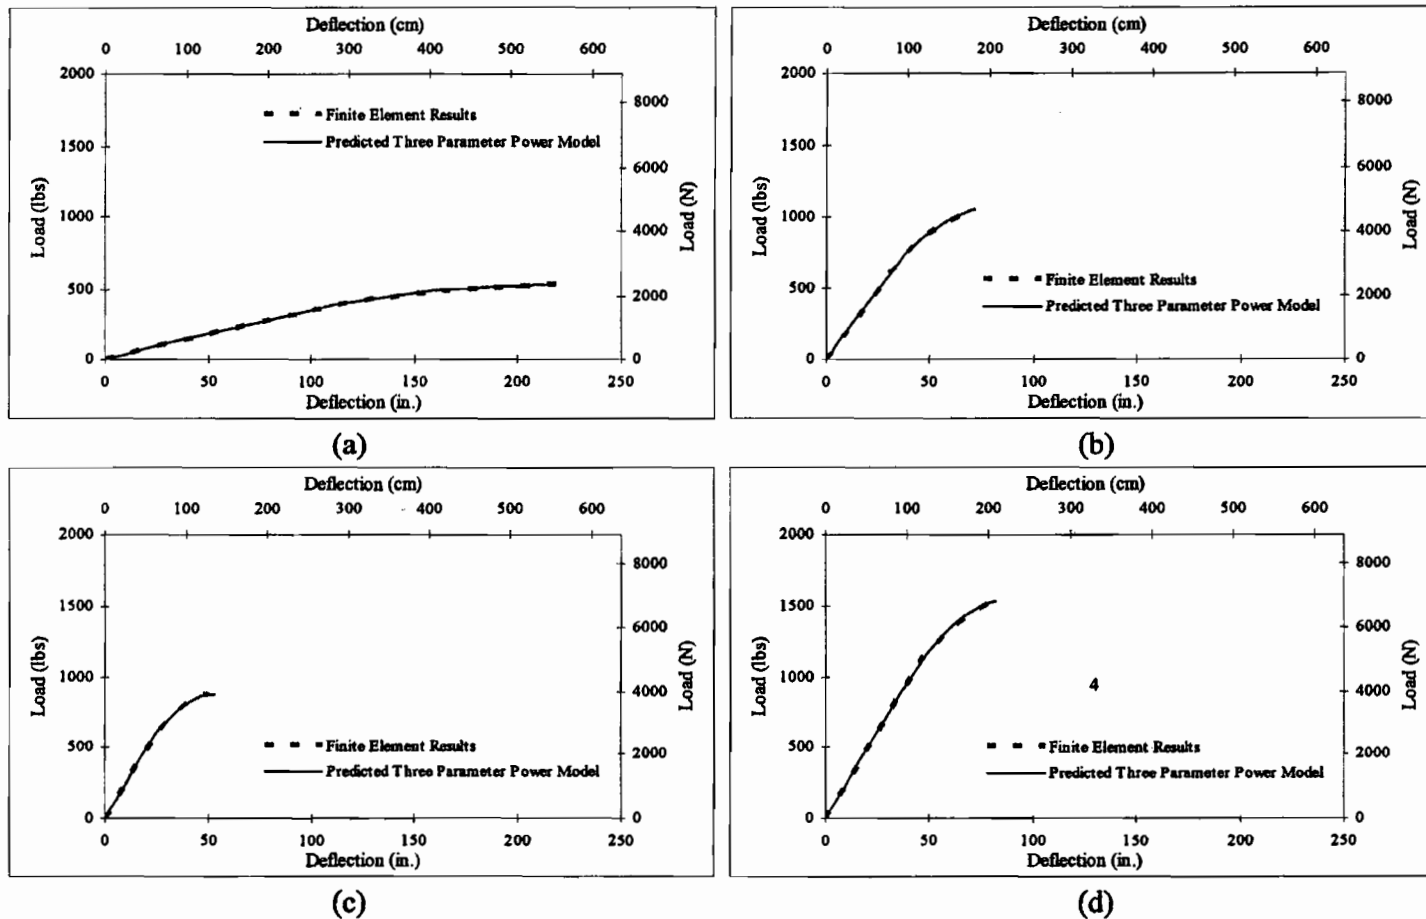 Deflection (cm)
0 100 200 300 400 500 600
2000
1500
1000
500
0
Load (lbs)
8000
6000
4000
2000
0
Load (N)
Finite Element Results
Predicted Three Parameter Power Model
0 50 100 150 200 250
Deflection (in.)
(a)
Deflection (cm)
0 100 200 300 400 500 600
2000
1500
1000
500
0
Load (lbs)
8000
6000
4000
2000
0
Load (N)
Finite Element Results
Predicted Three Parameter Power Model
0 50 100 150 200 250
Deflection (in.)
(b)
Deflection (cm)
0 100 200 300 400 500 600
2000
1500
1000
500
0
Load (lbs)
8000
6000
4000
2000
0
Load (N)
Finite Element Results
Predicted Three Parameter Power Model
0 50 100 150 200 250
Deflection (in.)
(c)
Deflection (cm)
0 100 200 300 400 500 600
2000
1500
1000
500
0
Load (lbs)
8000
6000
4000
2000
0
Load (N)
4
Finite Element Results
Predicted Three Parameter Power Model
0 50 100 150 200 250
Deflection (in.)
(d)